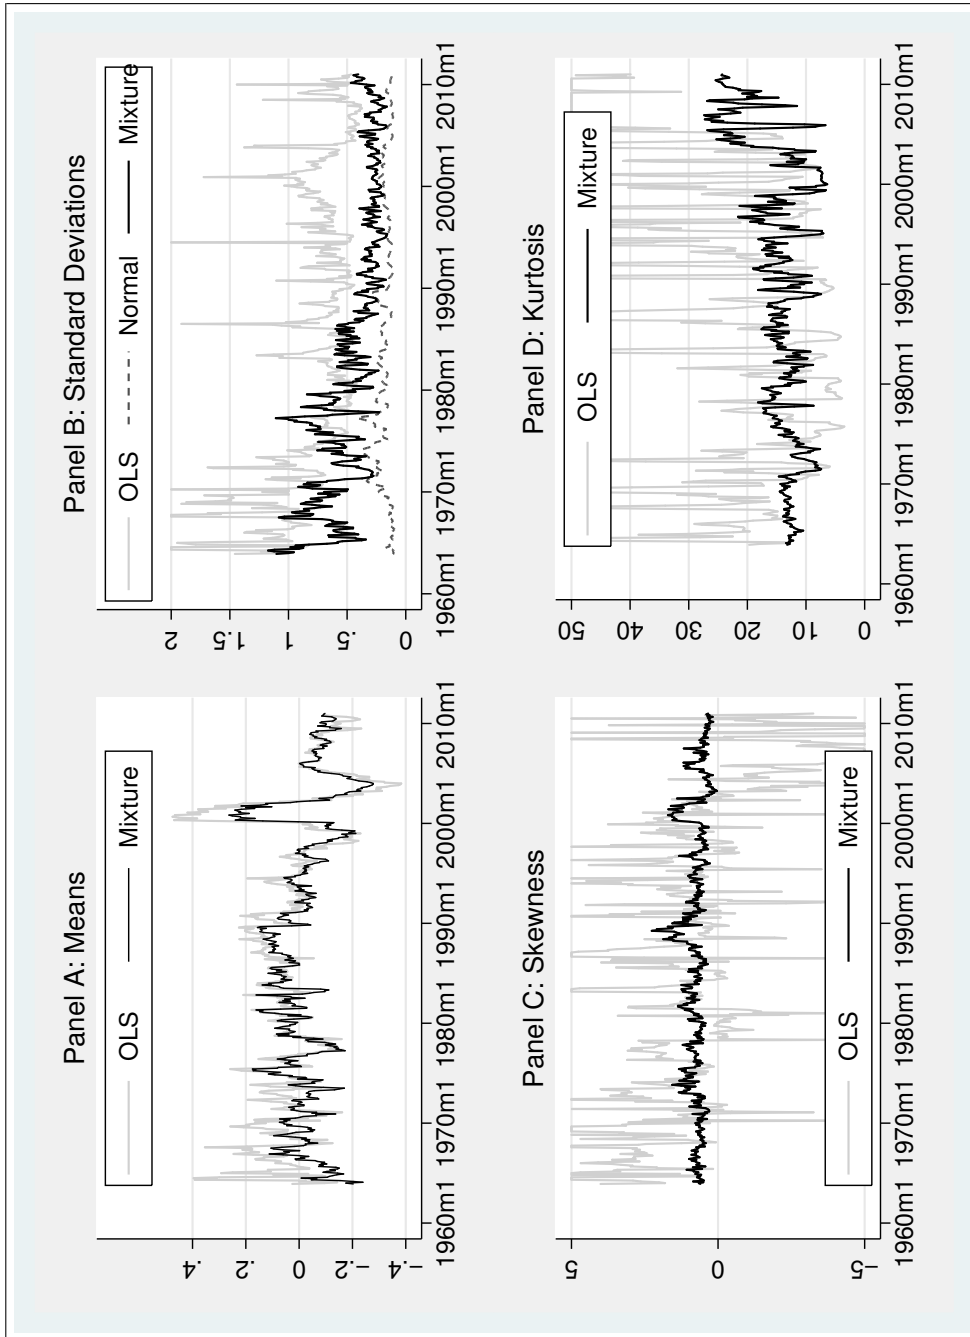 Panel A: Means
OLS
Mixture
.4
.2
0
−.2
−.4
1960m1
1970m1
1980m1
1990m1
2000m1
2010m1
Panel B: Standard Deviations
OLS
Normal
Mixture
2
1.5
1
.5
0
1960m1
1970m1
1980m1
1990m1
2000m1
2010m1
Panel C: Skewness
5
0
−5
OLS
Mixture
1960m1
1970m1
1980m1
1990m1
2000m1
2010m1
Panel D: Kurtosis
OLS
Mixture
50
40
30
20
10
0
1960m1
1970m1
1980m1
1990m1
2000m1
2010m1